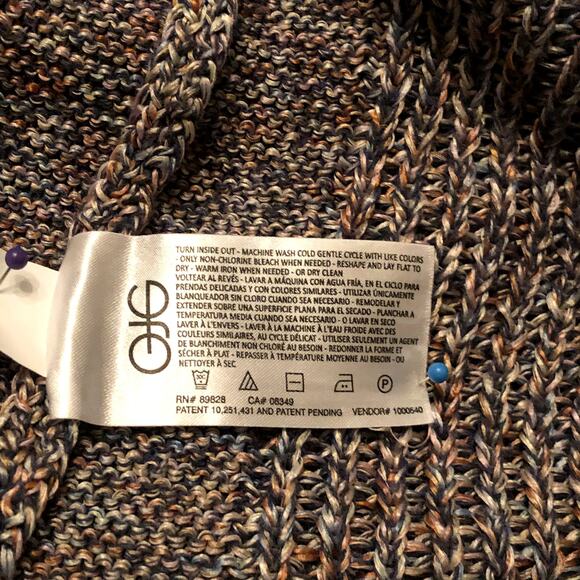 TURN INSIDE OUT - MACHINE WASH COLD GENTLE CYCLE WITH LIKE COLORS
- ONLY NON-CHLORINE BLEACH WHEN NEEDED - RESHAPE AND LAY FLAT TO
DRY - WARM IRON WHEN NEEDED - OR DRY CLEAN
VOLTEAR AL REVÉS - LAVAR A MÁQUINA CON AGUA FRÍA, EN EL CICLO PARA
PRENDAS DELICADAS Y CON COLORES SIMILARES - UTILIZAR ÚNICAMENTE
BLANQUEADOR SIN CLORO CUANDO SEA NECESARIO - REMODELAR Y
EXTENDER SOBRE UNA SUPERFICIE PLANA PARA EL SECADO - PLANCHAR A
TEMPERATURA MEDIA CUANDO SEA NECESARIO - O LAVAR EN SECO
LAVER À L'ENVERS - LAVER À LA MACHINE À L'EAU FROIDE AVEC DES
COULEURS SIMILAIRES, AU CYCLE DÉLICAT - UTILISER SEULEMENT UN AGENT
DE BLANCHIMENT NON CHLORÉ AU BESOIN - REDONNER LA FORME ET
SÉCHER À PLAT - REPASSER À TEMPÉRATURE MOYENNE AU BESOIN - OU
NETTOYER À SEC
RN# 89828 CA# 08349
PATENT 10,251,431 AND PATENT PENDING VENDOR# 1000540